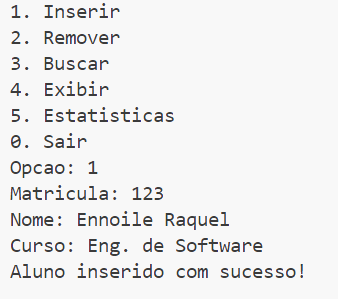 1. Inserir
2. Remover
3. Buscar
4. Exibir
5. Estatisticas
0. Sair
Opcao: 1
Matricula: 123
Nome: Ennoile Raquel
Curso: Eng. de Software
Aluno inserido com sucesso!